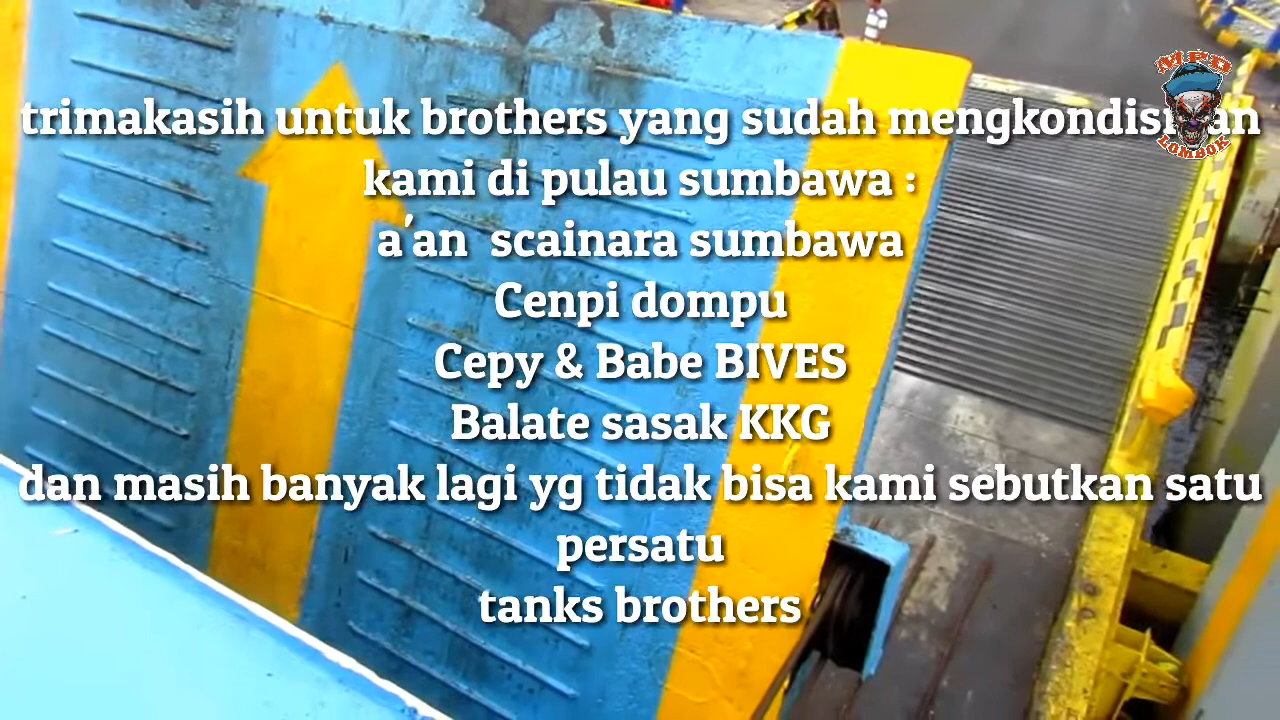 MPD
LOMBOK
trimakasih untuk brothers yang sudah
kami di pulau sumbawa :
a'an scainara sumbawa
Cenpi dompu
Cepy & Babe BIVES
Balate sasak KKG
dan masih banyak lagi yg tidak bisa kami sebutkan satu
persatu
tanks brothers